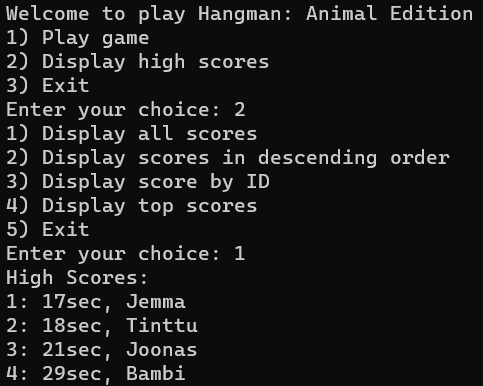 Welcome to play Hangman: Animal Edition
1) Play game
2) Display high scores
3) Exit
Enter your choice: 2
1) Display all scores
2) Display scores in descending order
3) Display score by ID
4) Display top scores
5) Exit
Enter your choice: 1
High Scores:
1: 17sec, Jemma
2: 18sec, Tinttu
3: 21sec, Joonas
4: 29sec, Bambi